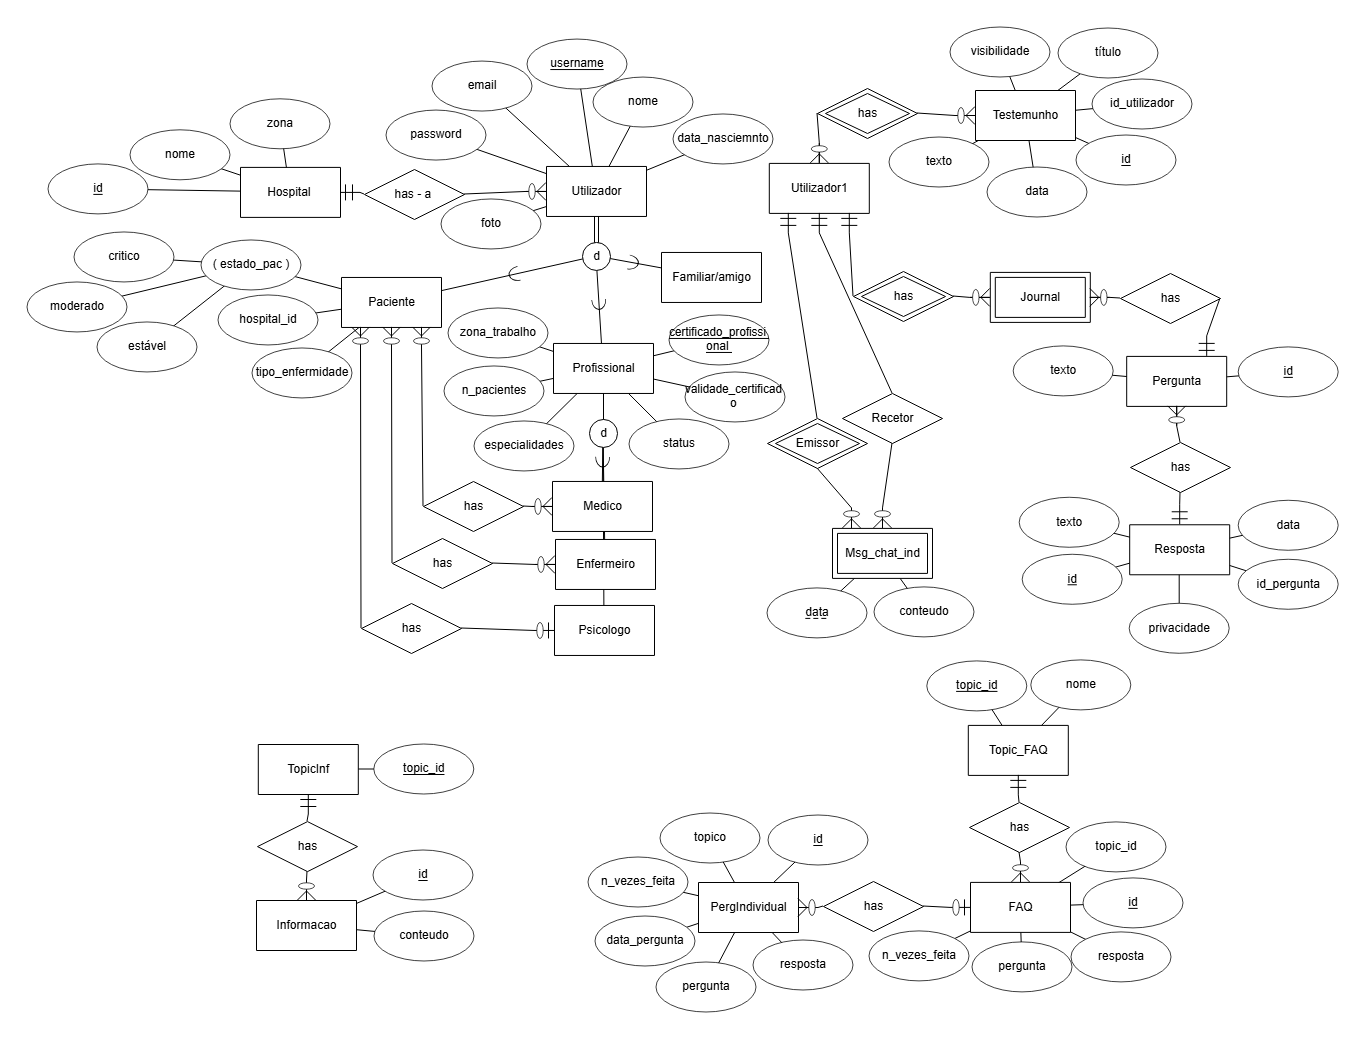 visibilidade
título
username
email
nome
id_utilizador
has
Testemunho
zona
password
data_nasciemnto
nome
texto
id
id
Hospital
has - a
Utilizador
Utilizador1
data
foto
critico
( estado_pac )
d
Familiar/amigo
moderado
Paciente
has
Journal
has
hospital_id
zona_trabalho
certificado_profissi
onal
estável
tipo_enfermidade
Profissional
texto
Pergunta
id
n_pacientes
validade_certificad
o
Recetor
especialidades
d
status
Emissor
has
has
Medico
texto
data
Msg_chat_ind
Resposta
has
Enfermeiro
id
id_pergunta
data
conteudo
has
Psicologo
privacidade
topic_id
nome
Topic_FAQ
TopicInf
topic_id
has
topico
id
has
topic_id
id
n_vezes_feita
PergIndividual
has
FAQ
id
Informacao
conteudo
data_pergunta
n_vezes_feita
resposta
pergunta
resposta
pergunta